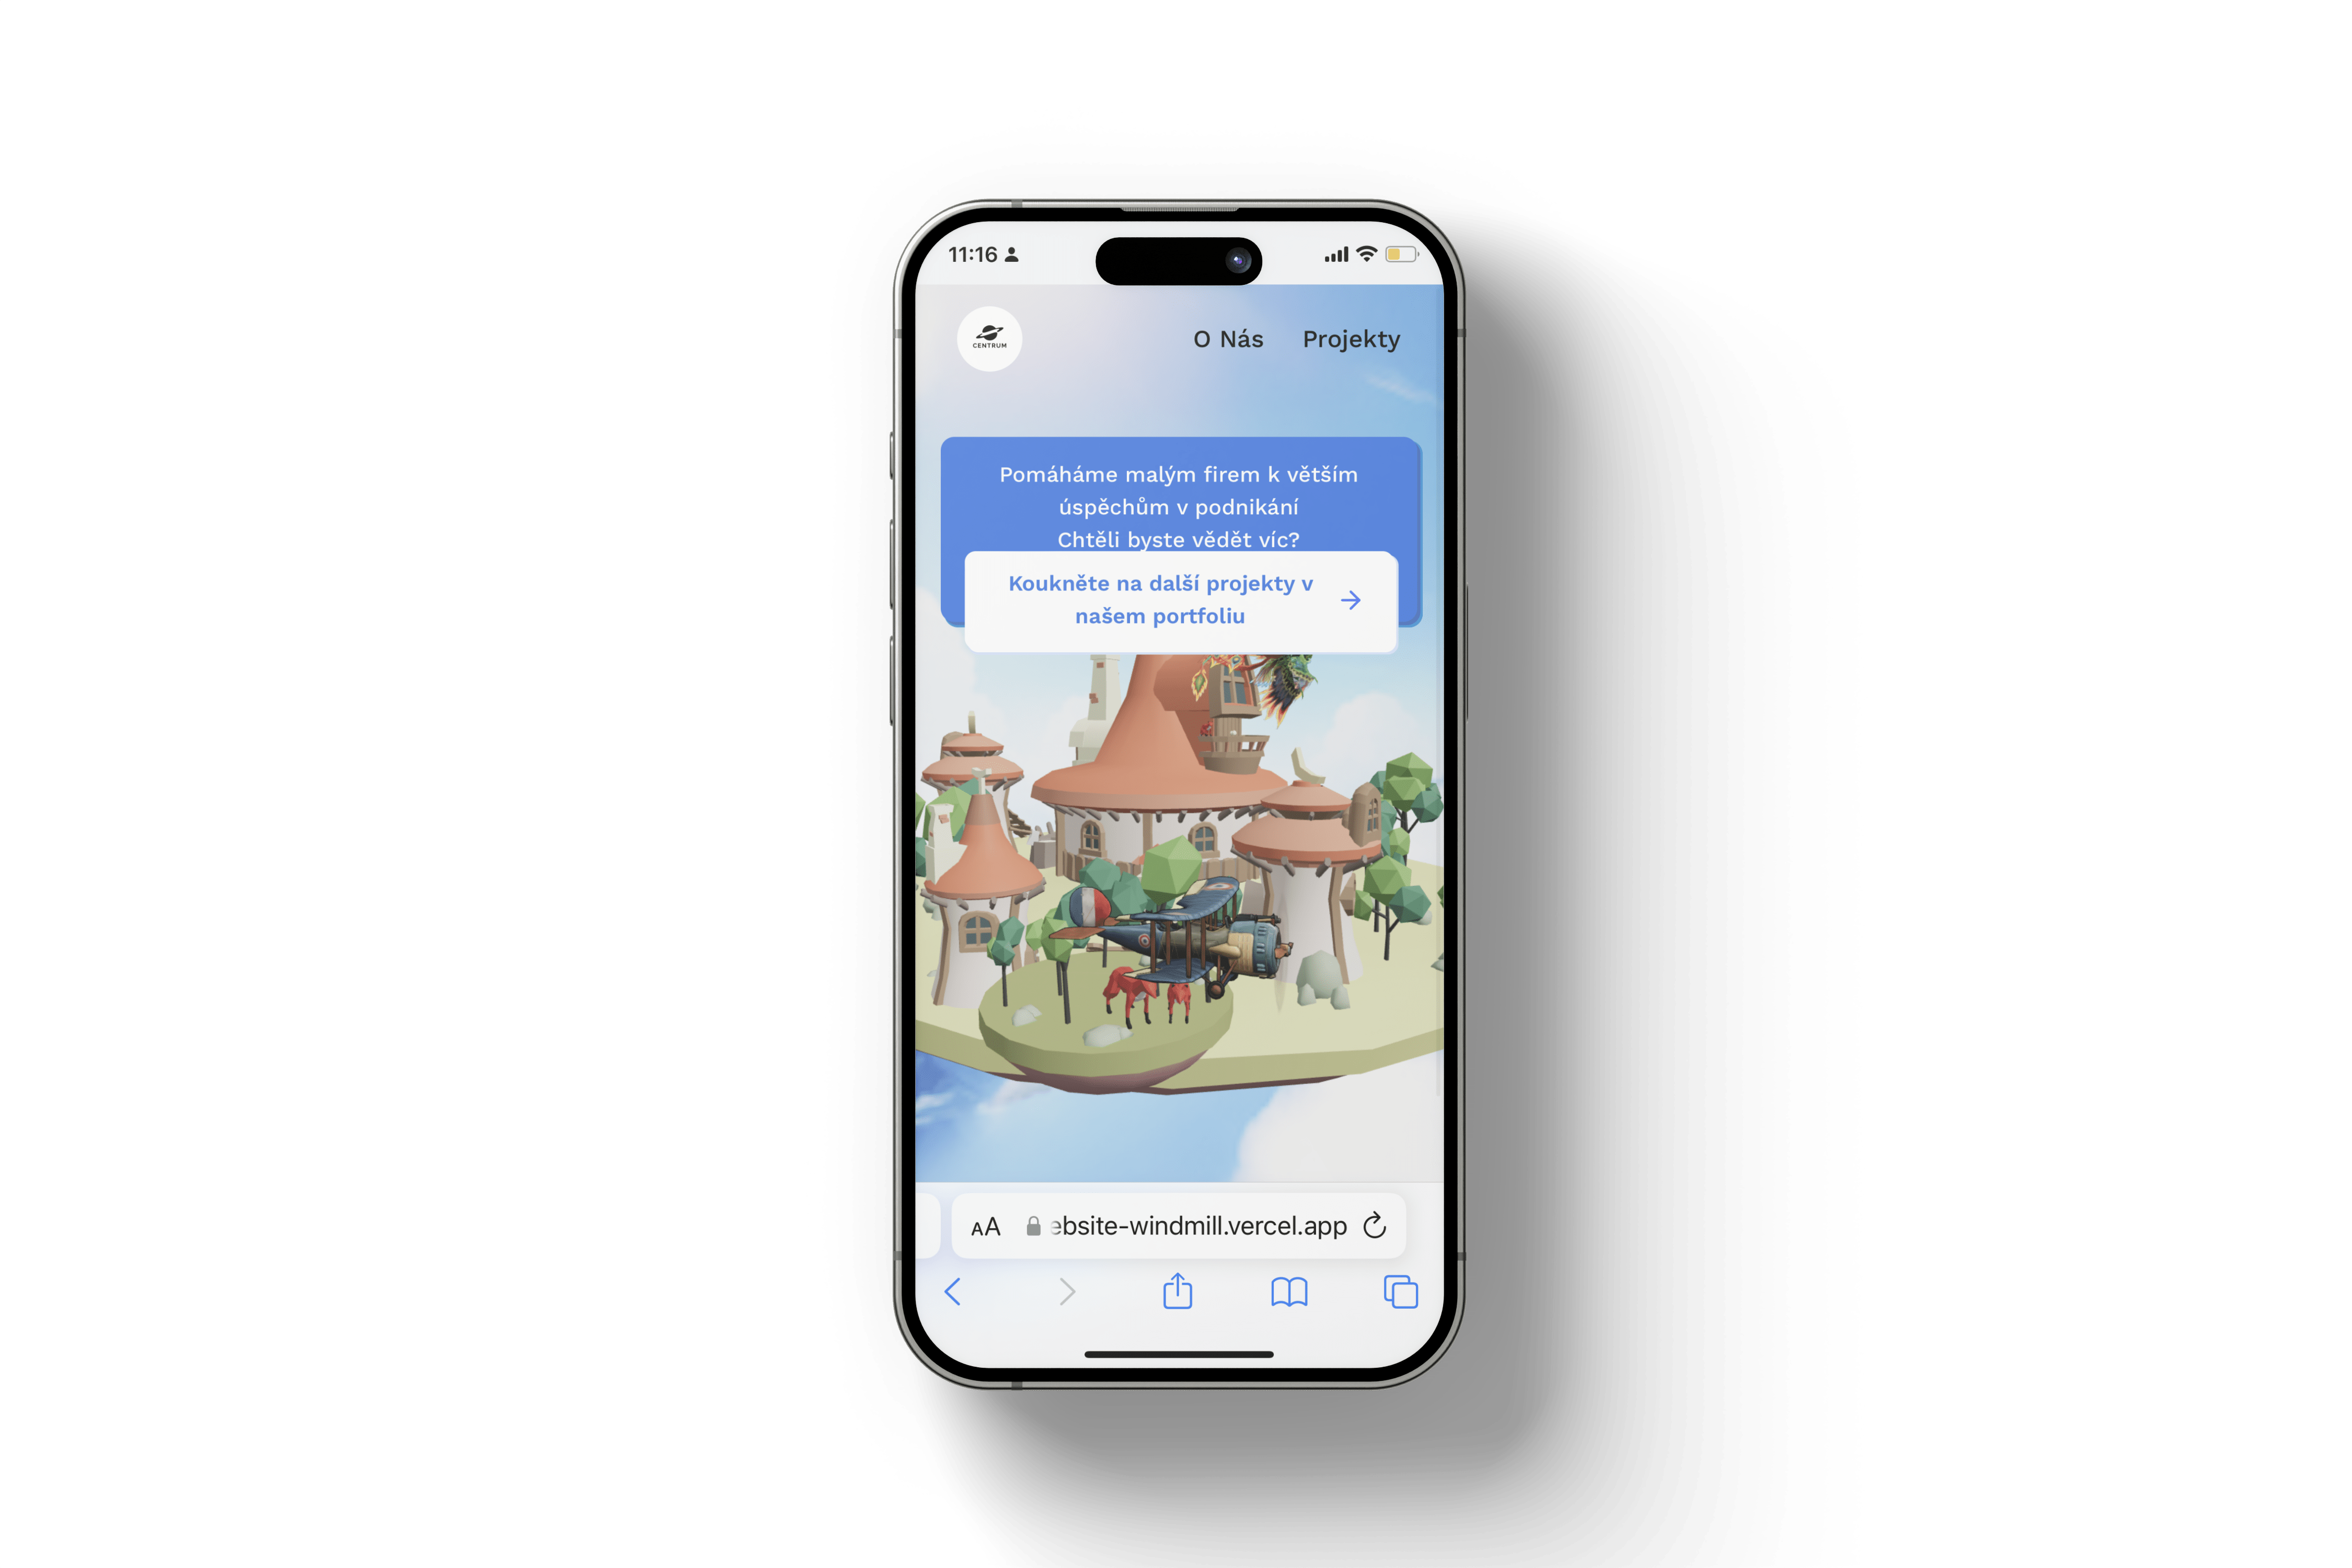 11:16
CENTRUM
O Nás Projekty
Pomáháme malým firem k větším
úspěchům v podnikání
Chtěli byste vědět víc?
Koukněte na další projekty v
našem portfoliu
AA ebsite-windmill.vercel.app